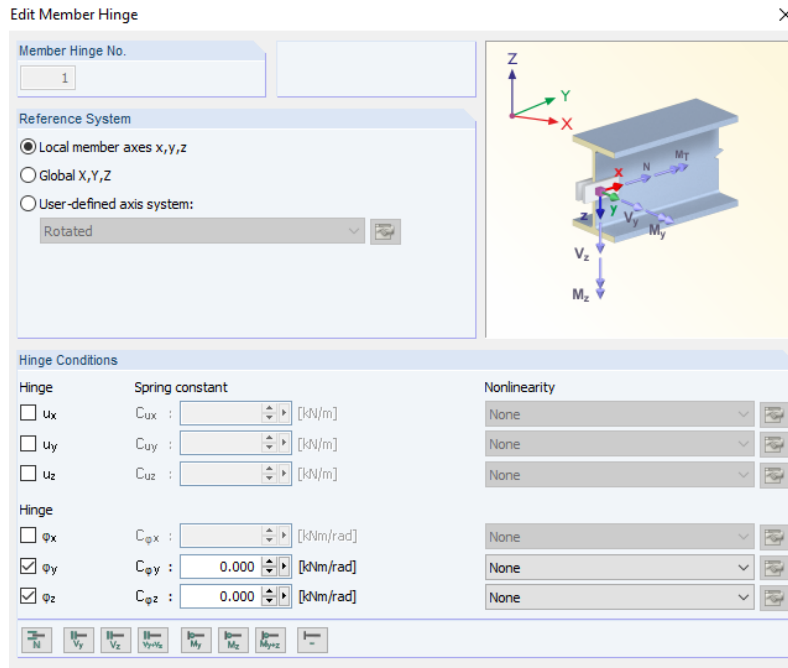 Edit Member Hinge
Member Hinge No.
1
Reference System
Local member axes x,y,z
Global X,Y,Z
User-defined axis system:
Rotated
Z
Y
X
N
MT
x
y
z
Vy
My
Vz
Mz
Hinge Conditions
Hinge Spring constant Nonlinearity
ux Cux : [kN/m] None
uy Cuy : [kN/m] None
uz Cuz : [kN/m] None
Hinge
φx Cφx : [kNm/rad] None
φy Cφy : 0.000 [kNm/rad] None
φz Cφz : 0.000 [kNm/rad] None
N Vy Vz Vy+Vz My Mz My+z -